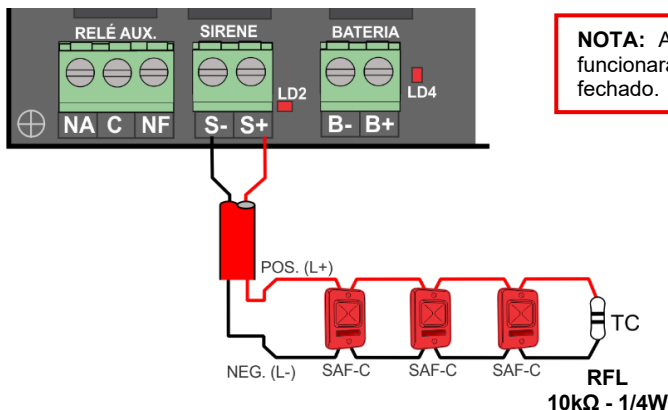 RELÉ AUX. SIRENE BATERIA
LD2 LD4
NA C NF S- S+ B- B+
NOTA: A
funcionará
fechado.
POS. (L+)
TC
NEG. (L-) SAF-C SAF-C SAF-C
RFL
10kΩ - 1/4W